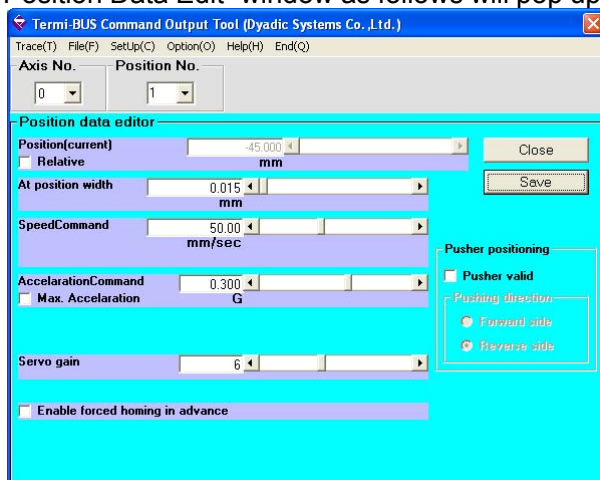 Position Data Edit" window as follows will pop up
Termi-BUS Command Output Tool (Dyadic Systems Co. ,Ltd. )
Trace(T) File(F) SetUp(C) Option(O) Help(H) End(Q)
Axis No. Position No.
0 1
Position data editor
Position(current) -45.000
Relative mm
Close
At position width 0.015
mm
Save
SpeedCommand 50.00
mm/sec
Pusher positioning
Pusher valid
AccelarationCommand 0.300
Max. Accelaration G
Pushing direction
Forward side
Reverse side
Servo gain 6
Enable forced homing in advance